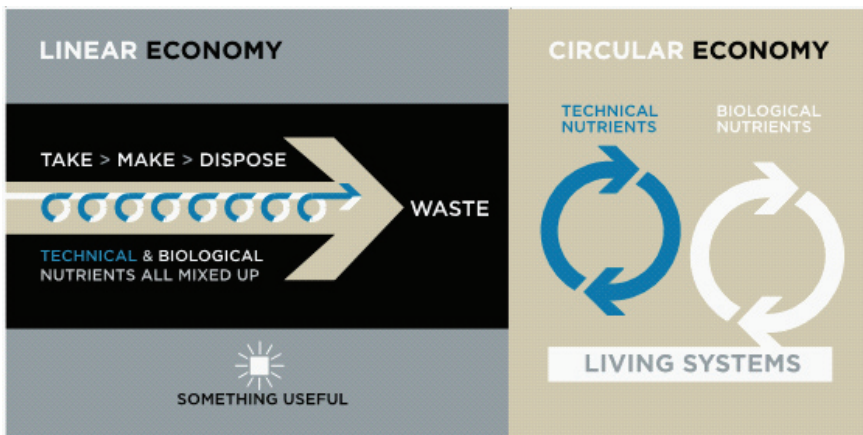 LINEAR ECONOMY
TAKE > MAKE > DISPOSE
WASTE
TECHNICAL & BIOLOGICAL
NUTRIENTS ALL MIXED UP
SOMETHING USEFUL
CIRCULAR ECONOMY
TECHNICAL
NUTRIENTS
BIOLOGICAL
NUTRIENTS
LIVING SYSTEMS